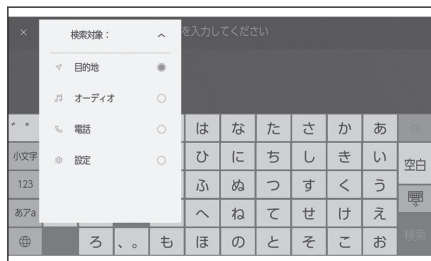 × 検索対象： を入力してください
目的地
オーディオ
電話
設定
゛゜ は な た さ か あ
小文字 ひ に ち し き い 空白
123 ふ ぬ つ す く う
あアa へ ね て せ け え
ろ 、。 も ほ の と そ こ お 検索